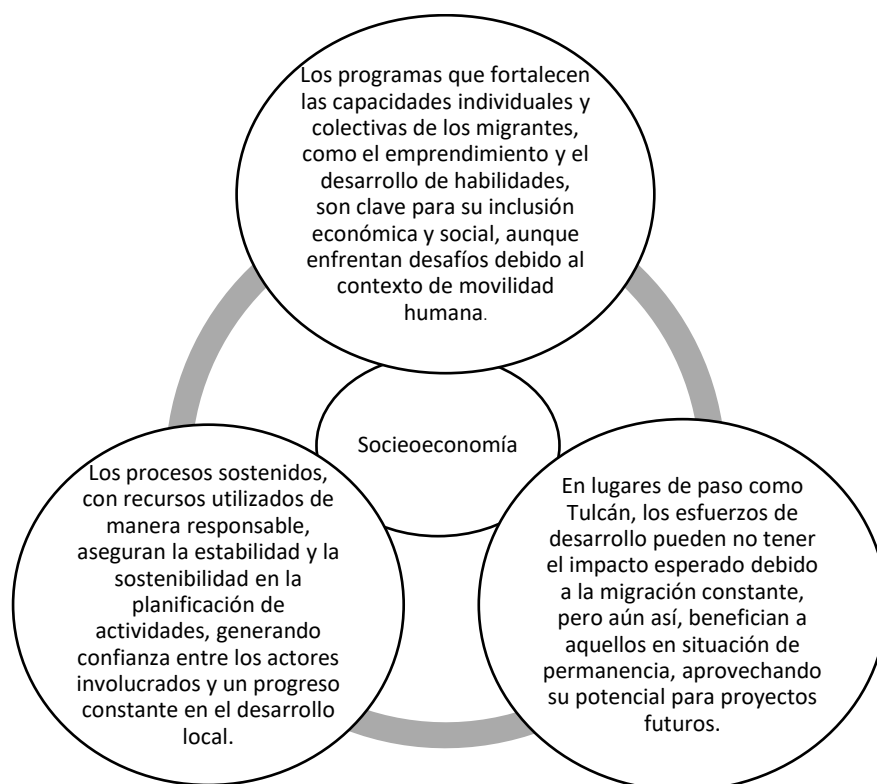 Los programas que fortalecen
las capacidades individuales y
colectivas de los migrantes,
como el emprendimiento y el
desarrollo de habilidades,
son clave para su inclusión
económica y social, aunque
enfrentan desafíos debido al
contexto de movilidad
humana.
Socieoeconomía
Los procesos sostenidos,
con recursos utilizados de
manera responsable,
aseguran la estabilidad y la
sostenibilidad en la
planificación de
actividades, generando
confianza entre los actores
involucrados y un progreso
constante en el desarrollo
local.
En lugares de paso como
Tulcán, los esfuerzos de
desarrollo pueden no tener
el impacto esperado debido
a la migración constante,
pero aún así, benefician a
aquellos en situación de
permanencia, aprovechando
su potencial para proyectos
futuros.